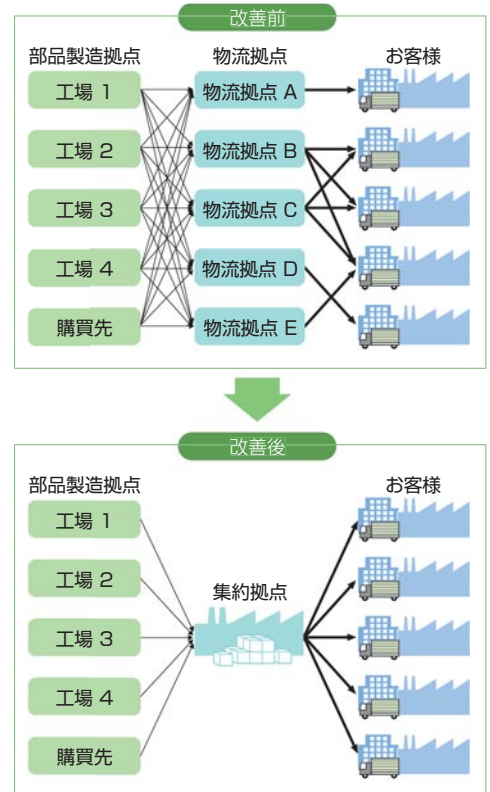 改善前
部品製造拠点 物流拠点 お客様
工場 1 物流拠点 A
工場 2 物流拠点 B
工場 3 物流拠点 C
工場 4 物流拠点 D
購買先 物流拠点 E
改善後
部品製造拠点 お客様
工場 1
工場 2
集約拠点
工場 3
工場 4
購買先